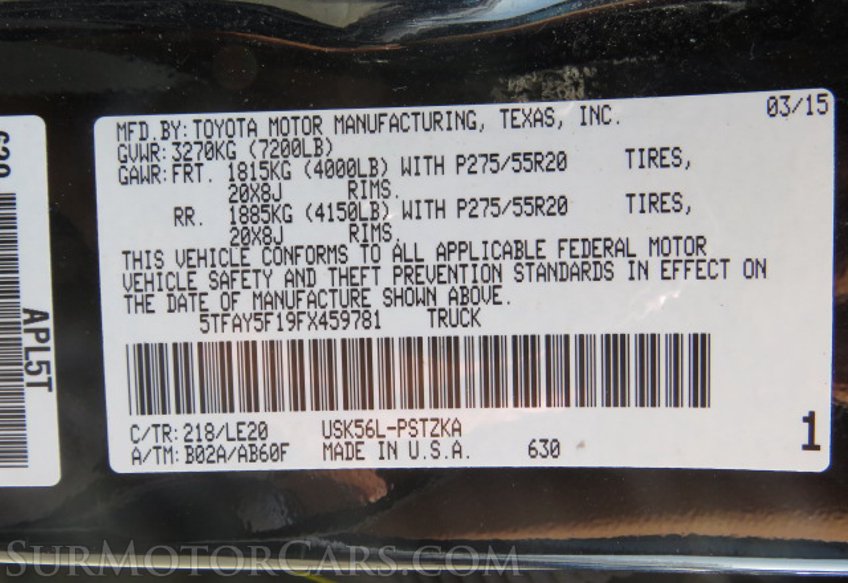 MFD.BY: TOYOTA MOTOR MANUFACTURING, TEXAS, INC. 03/15
GVWR: 3270KG (7200LB)
GAWR: FRT. 1815KG (4000LB) WITH P275/55R20 TIRES,
20X8J RIMS.
RR. 1885KG (4150LB) WITH P275/55R20 TIRES,
20X8J RIMS.
THIS VEHICLE CONFORMS TO ALL APPLICABLE FEDERAL MOTOR
VEHICLE SAFETY AND THEFT PREVENTION STANDARDS IN EFFECT ON
THE DATE OF MANUFACTURE SHOWN ABOVE.
5TFAY5F19FX459781 TRUCK
C/TR: 218/LE20 USK56L-PSTZKA
A/TM: B02A/AB60F MADE IN U.S.A. 630 1
APL5T
SURMOTORCARS.COM